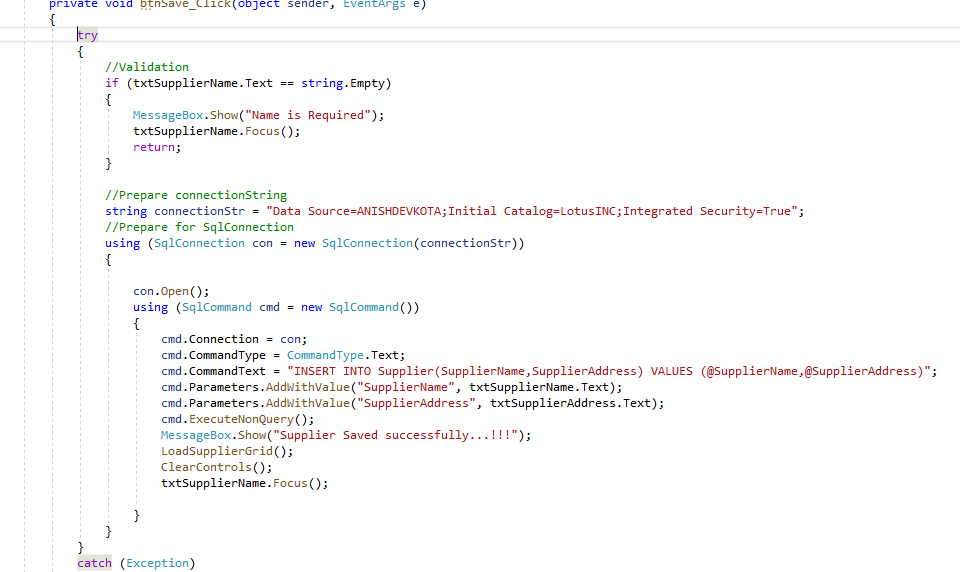 private void btnSave_Click(object sender, EventArgs e)
{
try
{
//Validation
if (txtSupplierName.Text == string.Empty)
{
MessageBox.Show("Name is Required");
txtSupplierName.Focus();
return;
}
//Prepare connectionString
string connectionStr = "Data Source=ANISHDEVKOTA;Initial Catalog=LotusINC;Integrated Security=True";
//Prepare for SqlConnection
using (SqlConnection con = new SqlConnection(connectionStr))
{
con.Open();
using (SqlCommand cmd = new SqlCommand())
{
cmd.Connection = con;
cmd.CommandType = CommandType.Text;
cmd.CommandText = "INSERT INTO Supplier(SupplierName,SupplierAddress) VALUES (@SupplierName,@SupplierAddress)";
cmd.Parameters.AddWithValue("SupplierName", txtSupplierName.Text);
cmd.Parameters.AddWithValue("SupplierAddress", txtSupplierAddress.Text);
cmd.ExecuteNonQuery();
MessageBox.Show("Supplier Saved successfully...!!!");
LoadSupplierGrid();
ClearControls();
txtSupplierName.Focus();
}
}
}
catch (Exception)